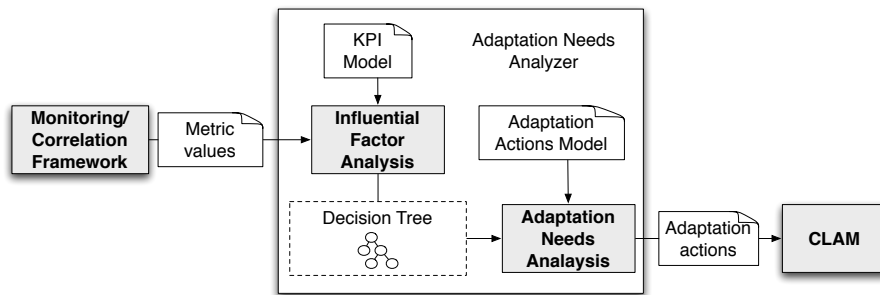 KPI
Model
Adaptation Needs
Analyzer
Monitoring/
Correlation
Framework
Metric
values
Influential
Factor
Analysis
Adaptation
Actions Model
Decision Tree
Adaptation
Needs
Analaysis
Adaptation
actions
CLAM